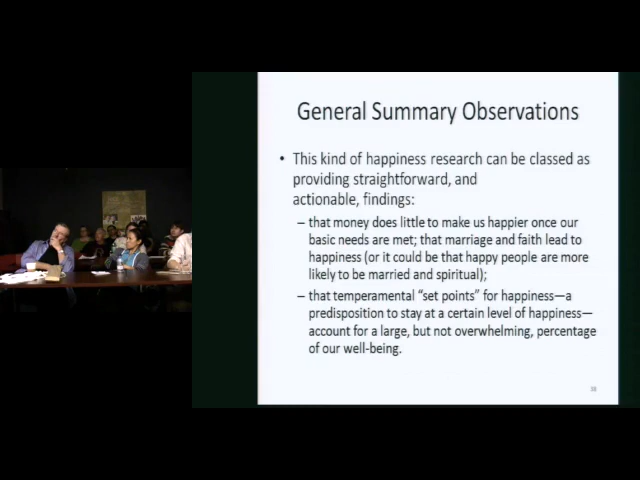 General Summary Observations
• This kind of happiness research can be classed as
providing straightforward, and
actionable, findings:
– that money does little to make us happier once our
basic needs are met; that marriage and faith lead to
happiness (or it could be that happy people are more
likely to be married and spiritual);
– that temperamental “set points” for happiness—a
predisposition to stay at a certain level of happiness—
account for a large, but not overwhelming, percentage
of our well-being.